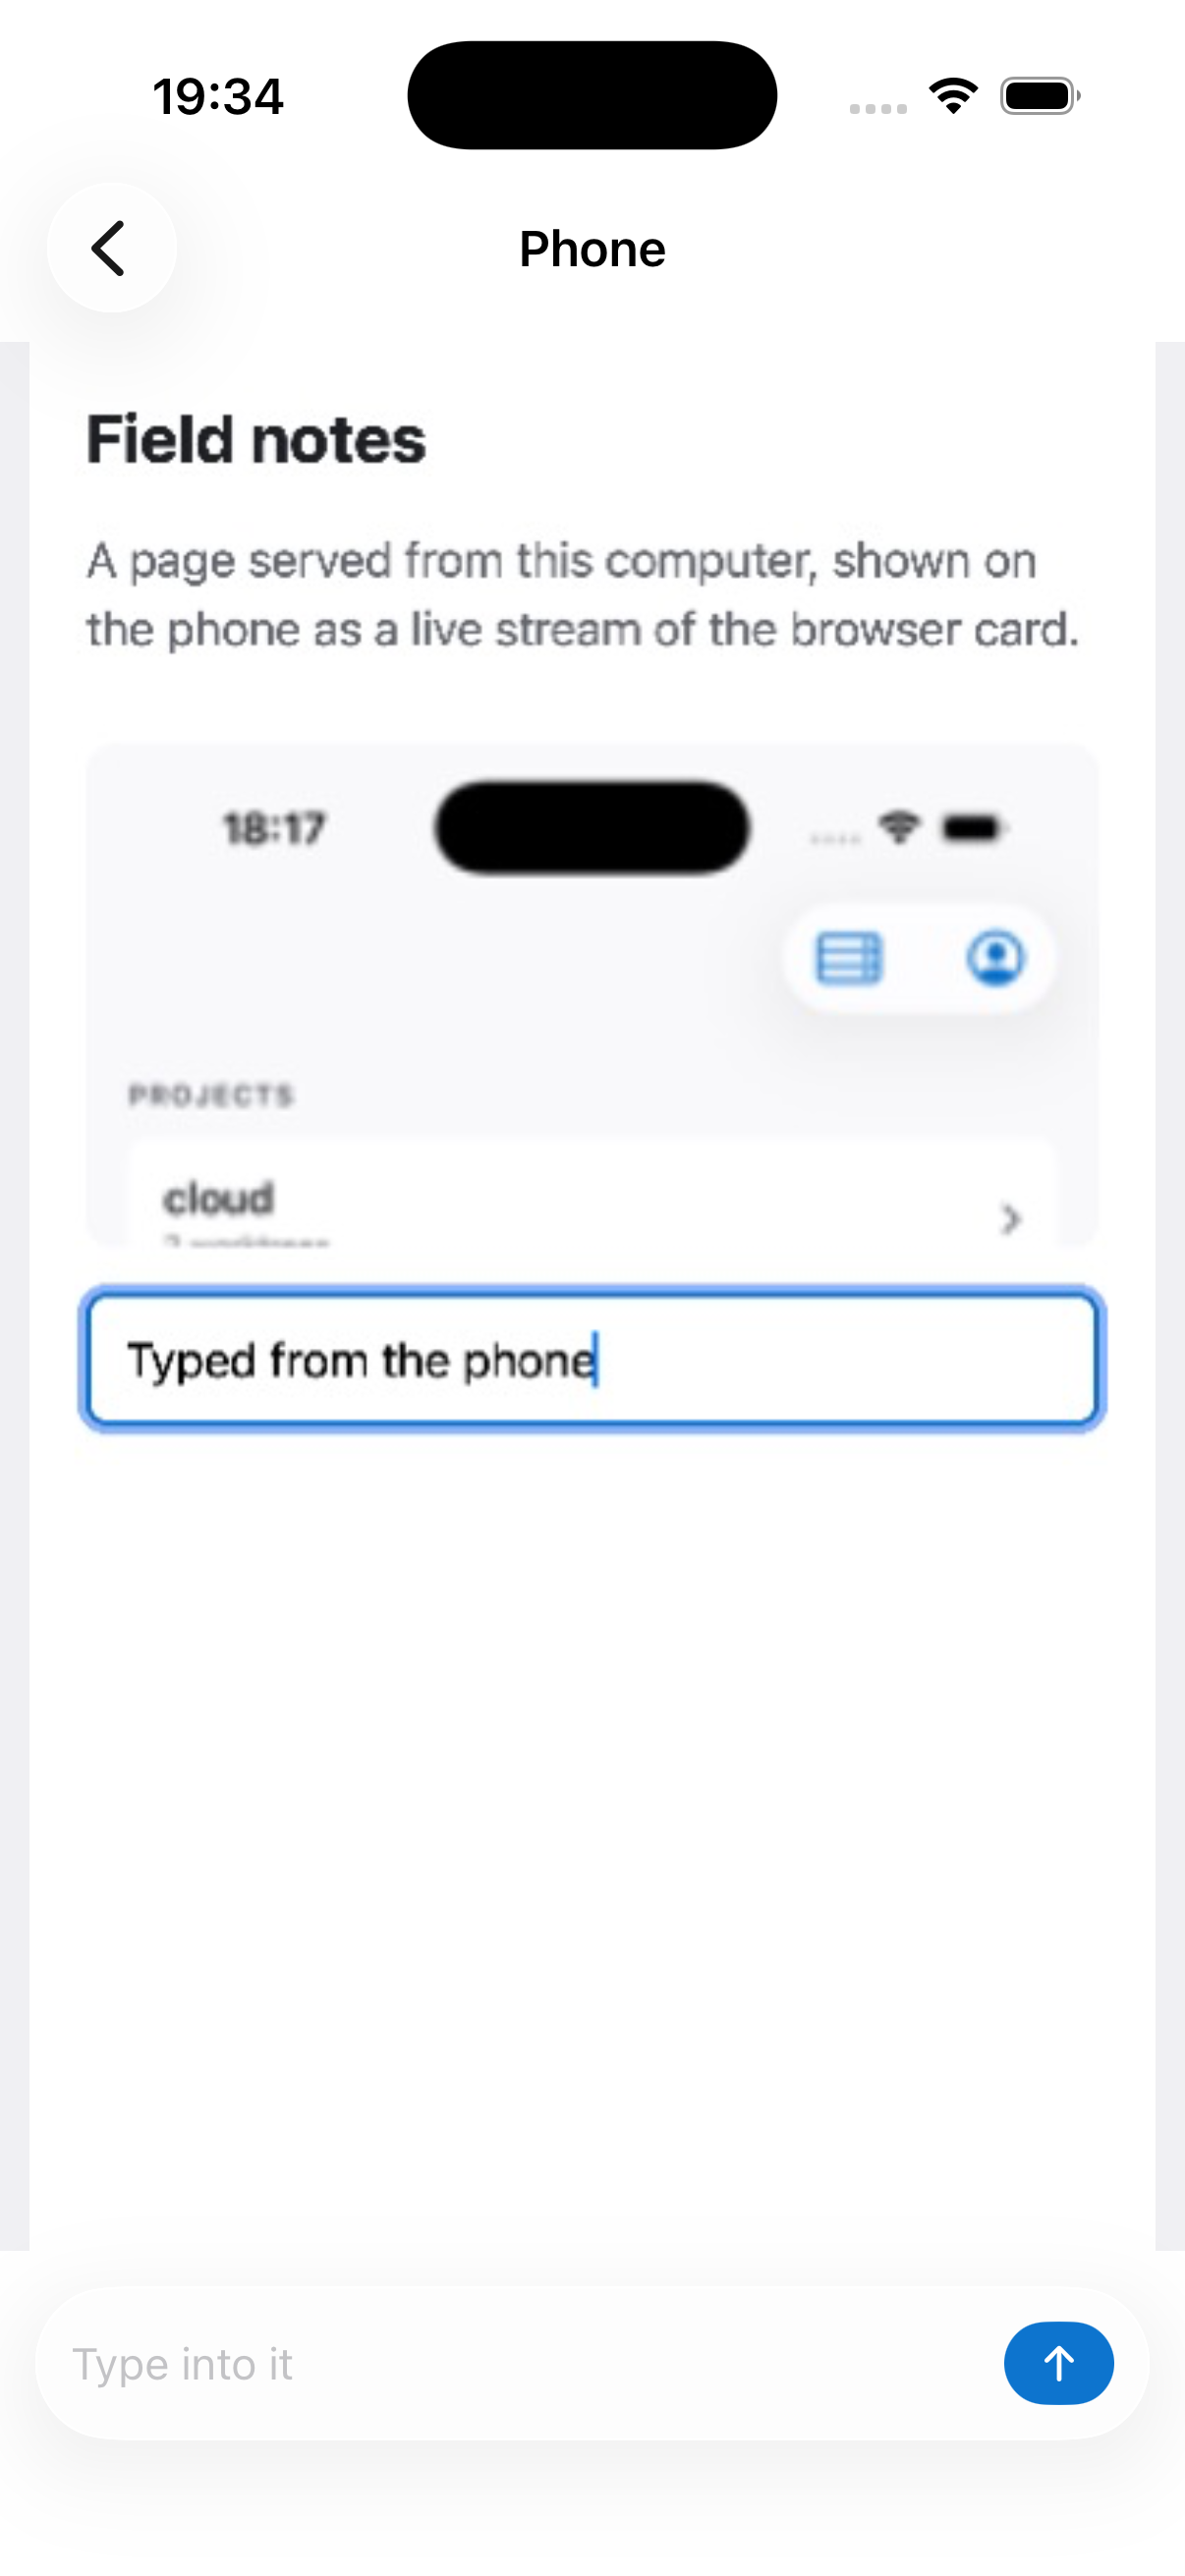 19:34
Phone
Field notes
A page served from this computer, shown on
the phone as a live stream of the browser card.
18:17
PROJECTS
cloud
Typed from the phone
Type into it